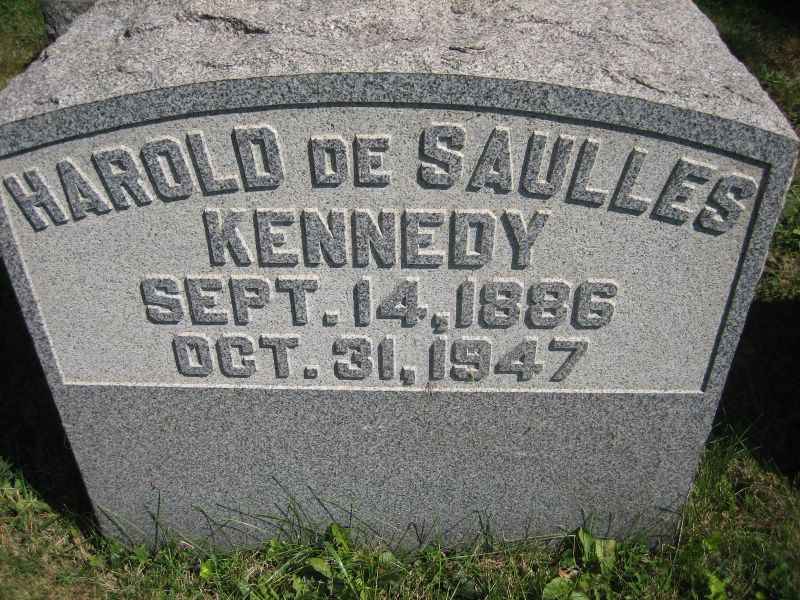 HAROLD DE SAULLES
KENNEDY
SEPT. 14, 1886
OCT. 31, 1947